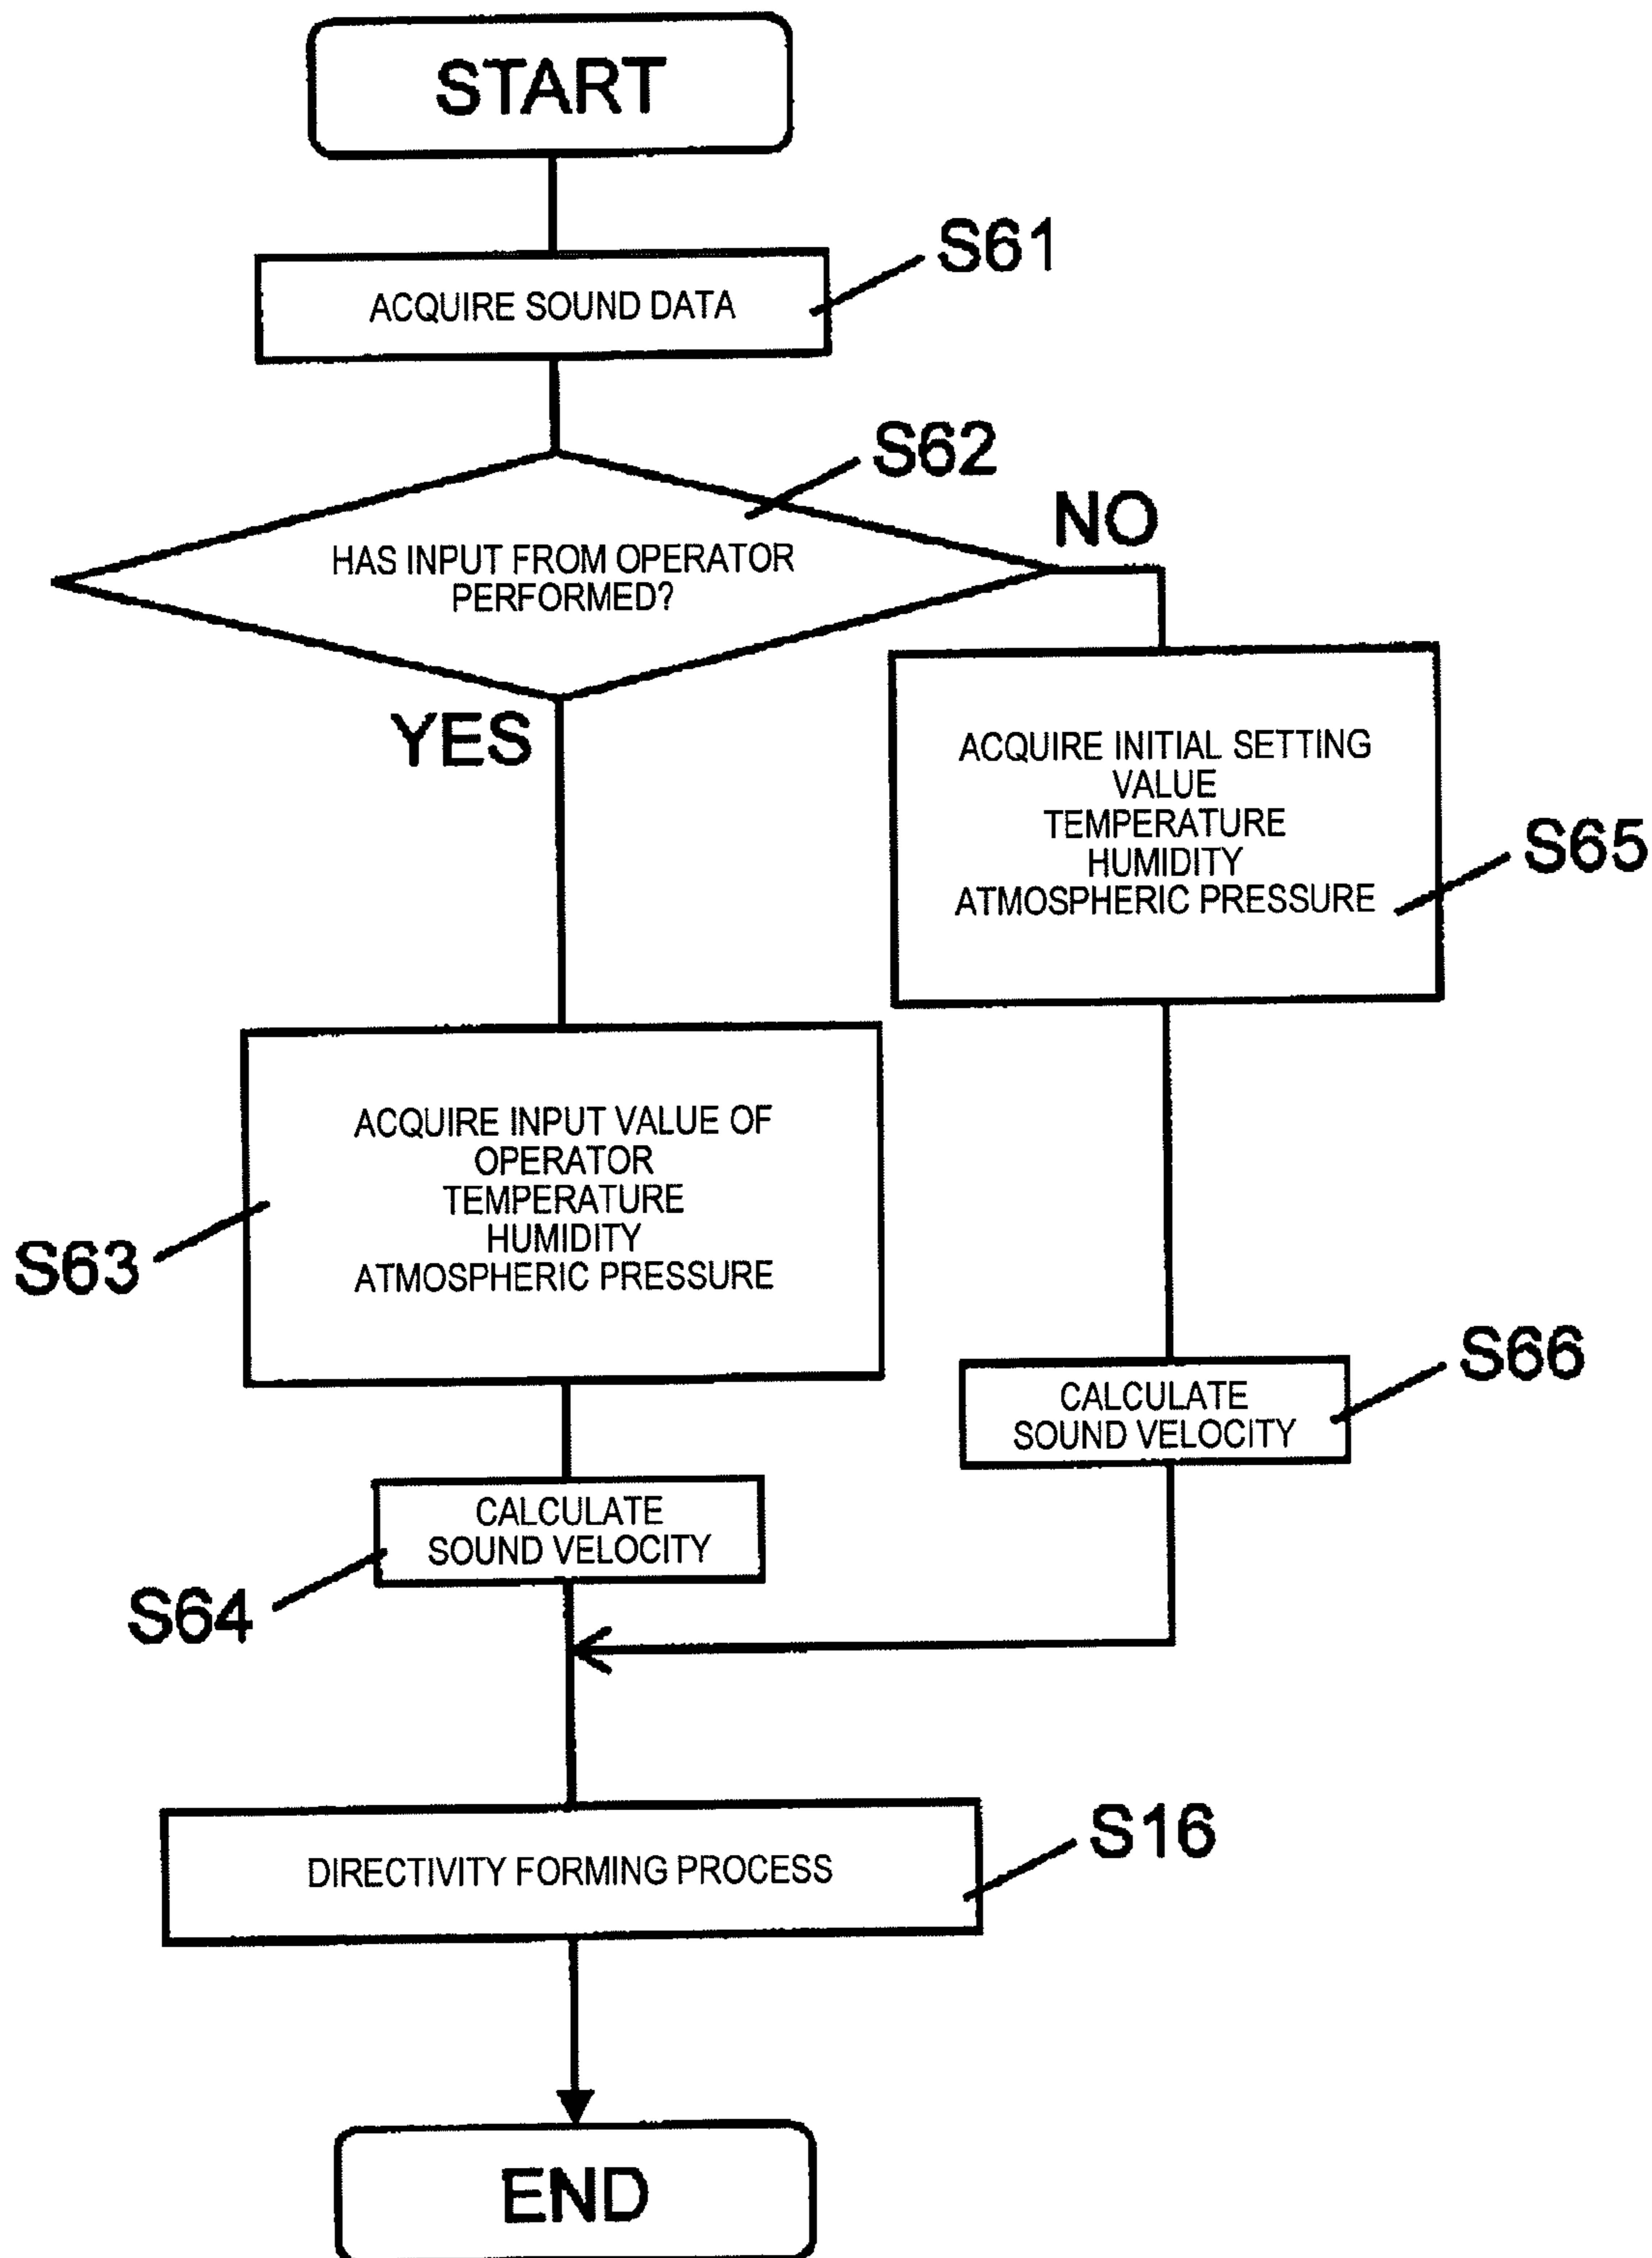 START
S61
ACQUIRE SOUND DATA
S62
NO
HAS INPUT FROM OPERATOR
PERFORMED?
YES
ACQUIRE INITIAL SETTING
VALUE
TEMPERATURE
HUMIDITY
ATMOSPHERIC PRESSURE
S65
ACQUIRE INPUT VALUE OF
OPERATOR
TEMPERATURE
HUMIDITY
ATMOSPHERIC PRESSURE
S63
S66
CALCULATE
SOUND VELOCITY
CALCULATE
SOUND VELOCITY
S64
S16
DIRECTIVITY FORMING PROCESS
END